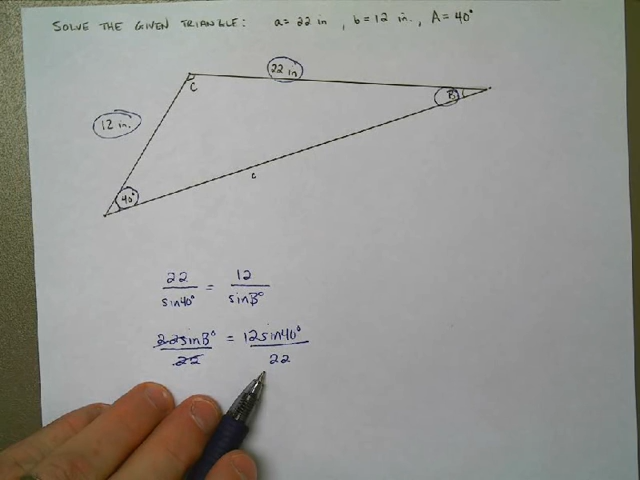 SOLVE THE GIVEN TRIANGLE: a = 22 in , b = 12 in. , A = 40°
22 in
C
B
12 in.
40°
c
22 / sin40° = 12 / sinB°
22sinB° / 22 = 12sin40° / 22